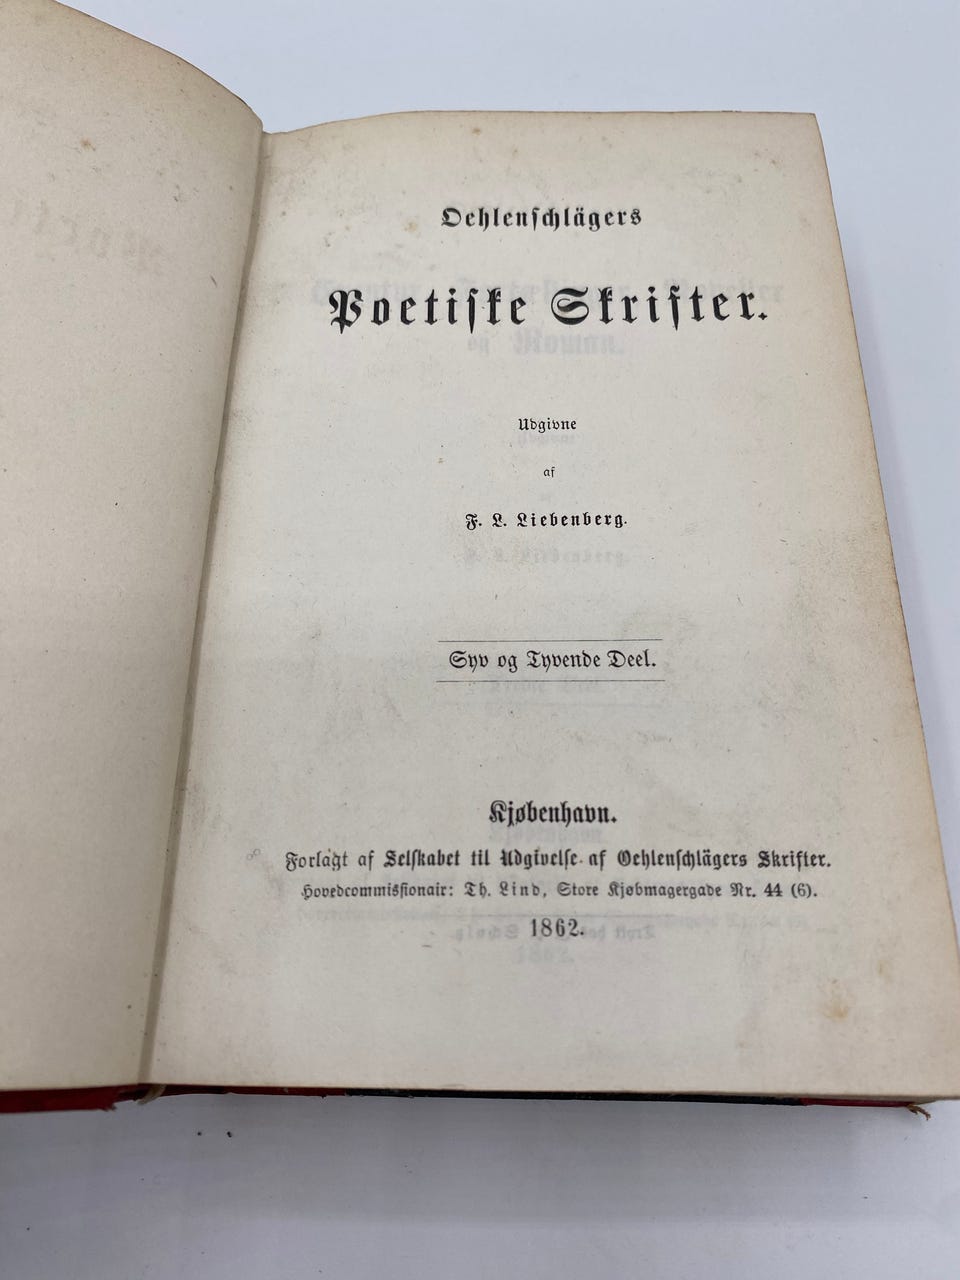 Oehlenschlägers
Poetiske Skrifter.
Udgivne
af
F. L. Liebenberg.
Syv og Tyvende Deel.
Kjøbenhavn.
Forlagt af Selskabet til Udgivelse af Oehlenschlägers Skrifter.
Hovedcommissionair: Th. Lind, Store Kjøbmagergade Nr. 44 (6).
1862.